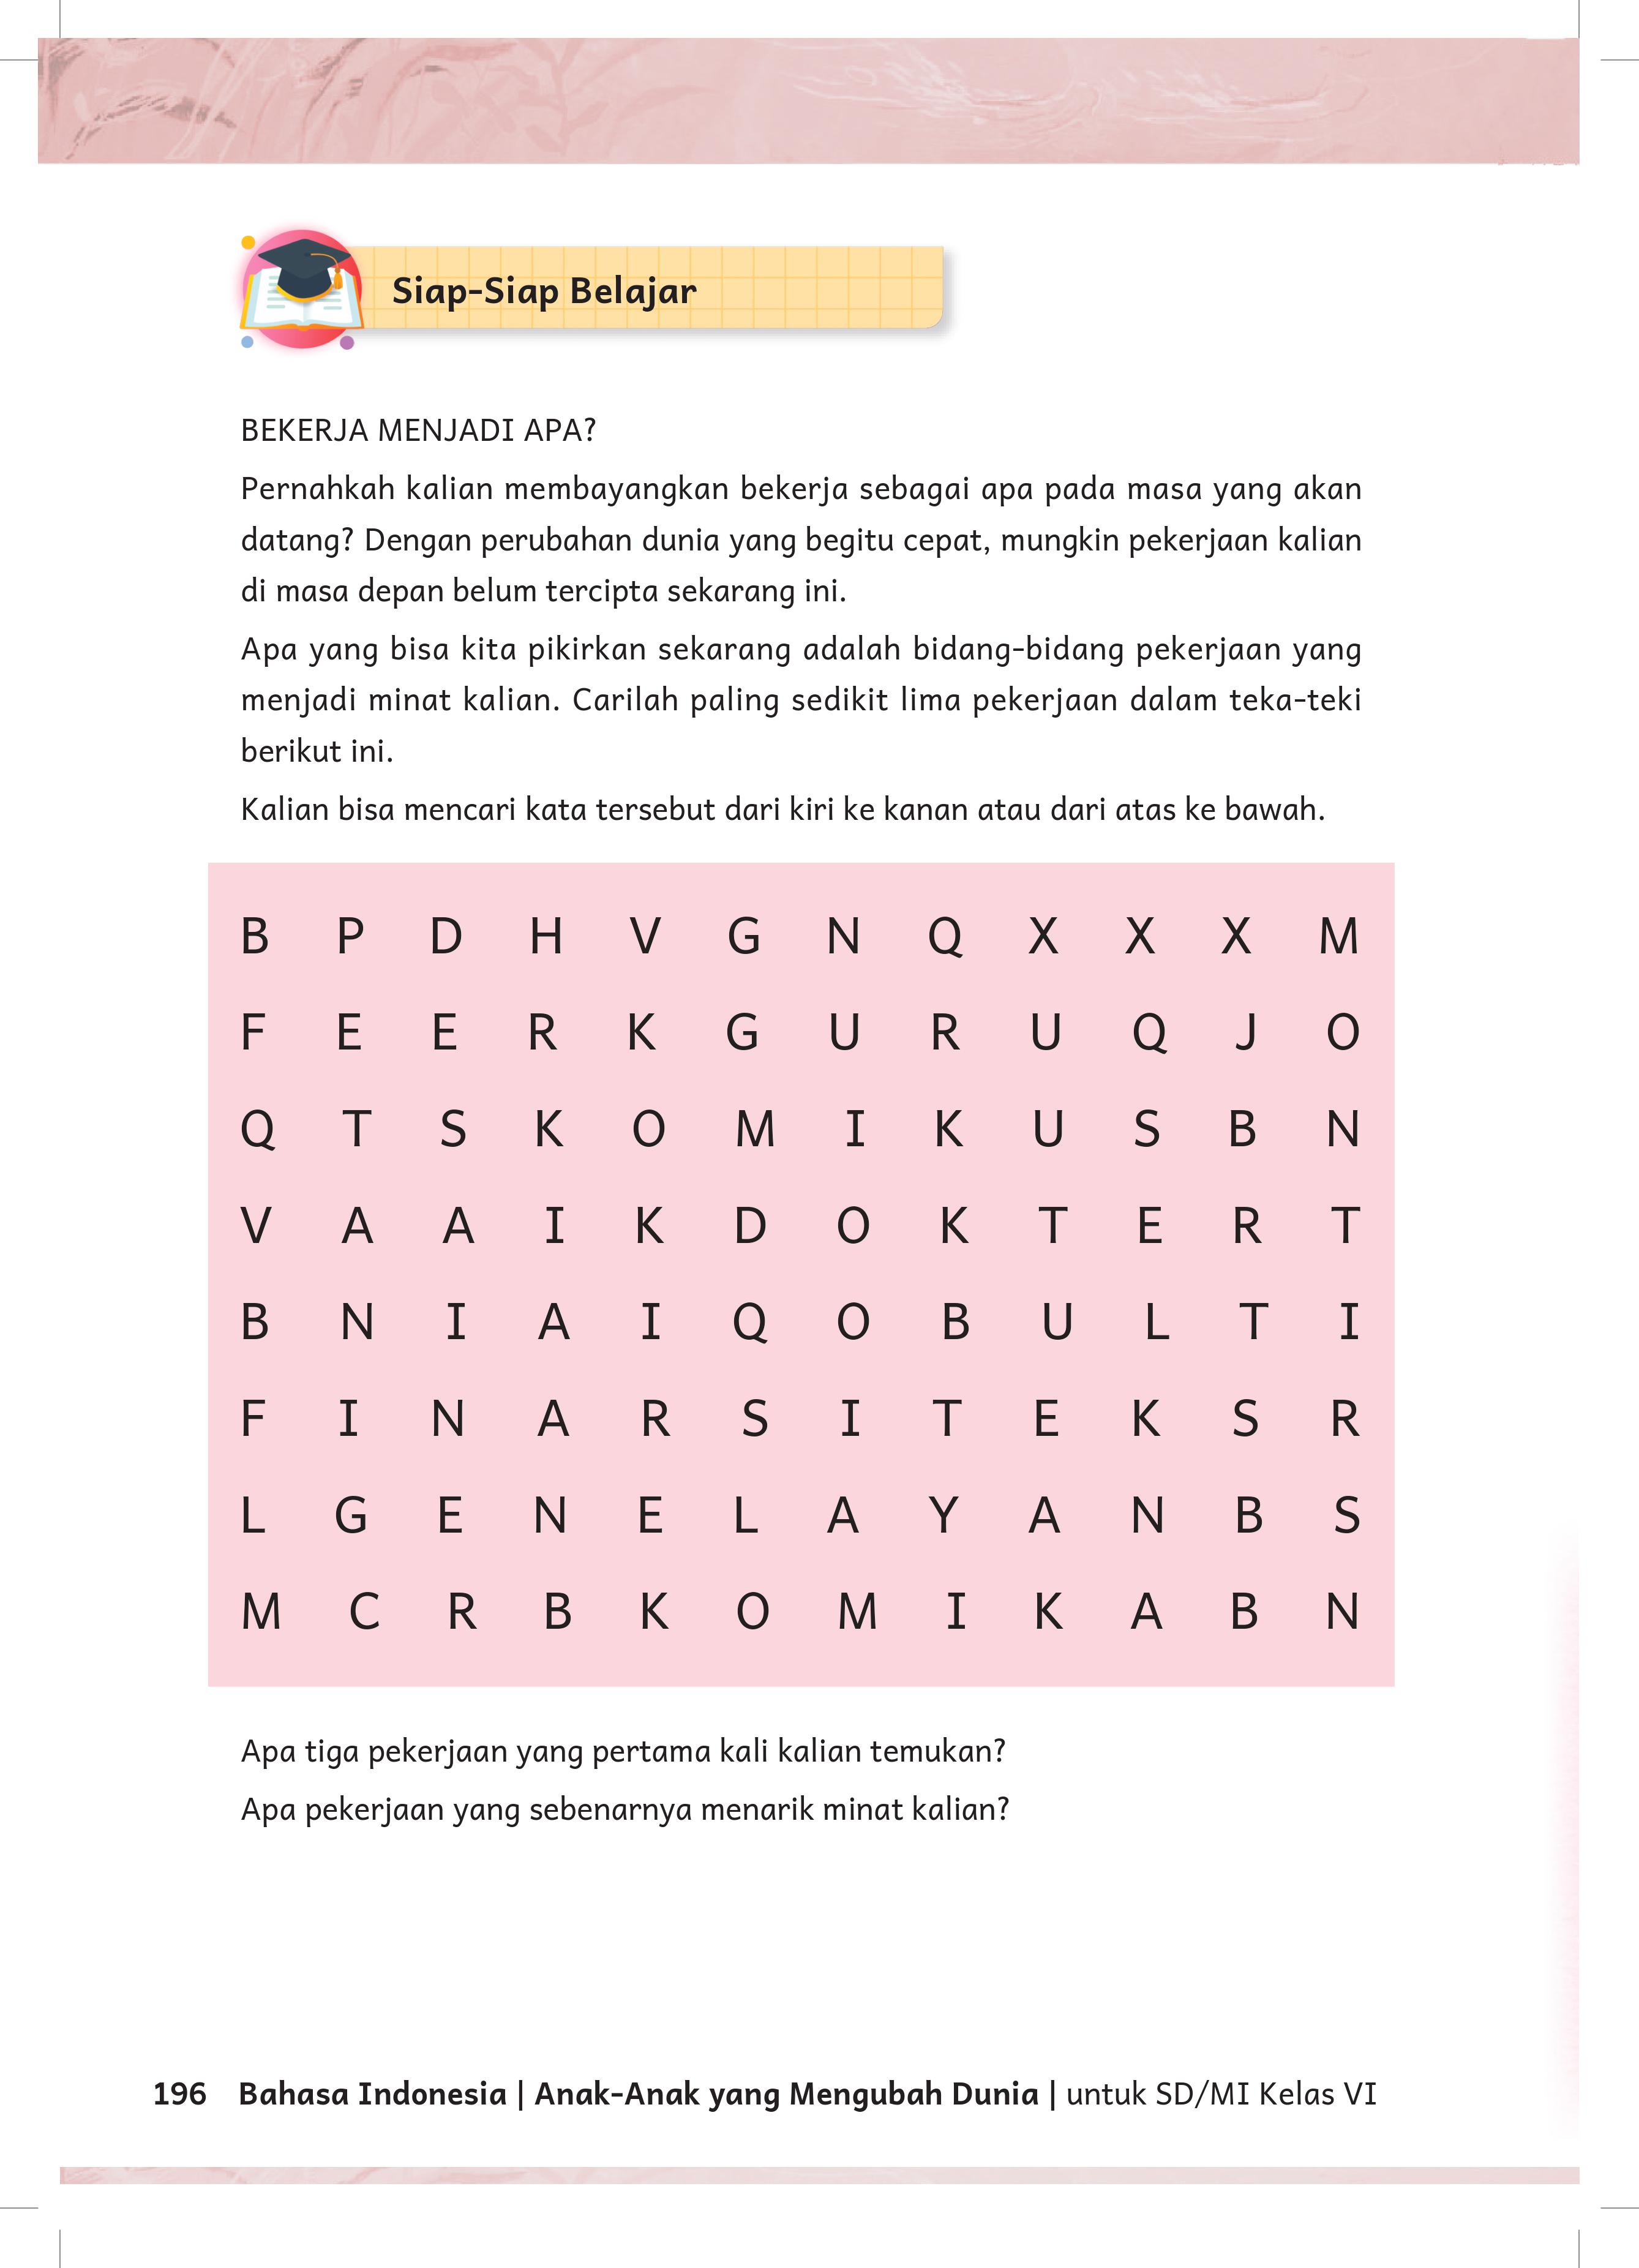 Siap-Siap Belajar
BEKERJA MENJADI APA?
Pernahkah kalian membayangkan bekerja sebagai apa pada masa yang akan
datang? Dengan perubahan dunia yang begitu cepat, mungkin pekerjaan kalian
di masa depan belum tercipta sekarang ini.
Apa yang bisa kita pikirkan sekarang adalah bidang-bidang pekerjaan yang
menjadi minat kalian. Carilah paling sedikit lima pekerjaan dalam teka-teki
berikut ini.
Kalian bisa mencari kata tersebut dari kiri ke kanan atau dari atas ke bawah.
B P D H V G N Q X X X M
F E E R K G U R U Q J O
Q T S K O M I K U S B N
V A A I K D O K T E R T
B N I A I Q O B U L T I
F I N A R S I T E K S R
L G E N E L A Y A N B S
M C R B K O M I K A B N
Apa tiga pekerjaan yang pertama kali kalian temukan?
Apa pekerjaan yang sebenarnya menarik minat kalian?
196 Bahasa Indonesia | Anak-Anak yang Mengubah Dunia | untuk SD/MI Kelas VI